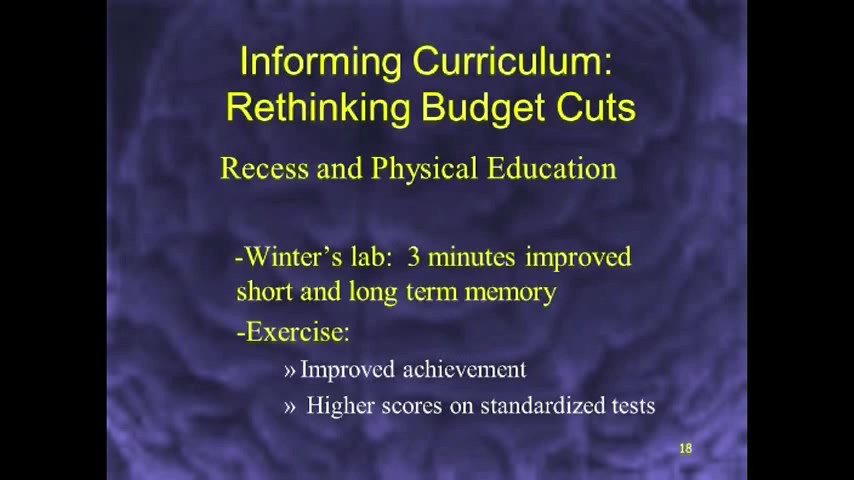 Informing Curriculum:
Rethinking Budget Cuts
Recess and Physical Education
-Winter's lab:  3 minutes improved
short and long term memory
-Exercise:
» Improved achievement
» Higher scores on standardized tests
18